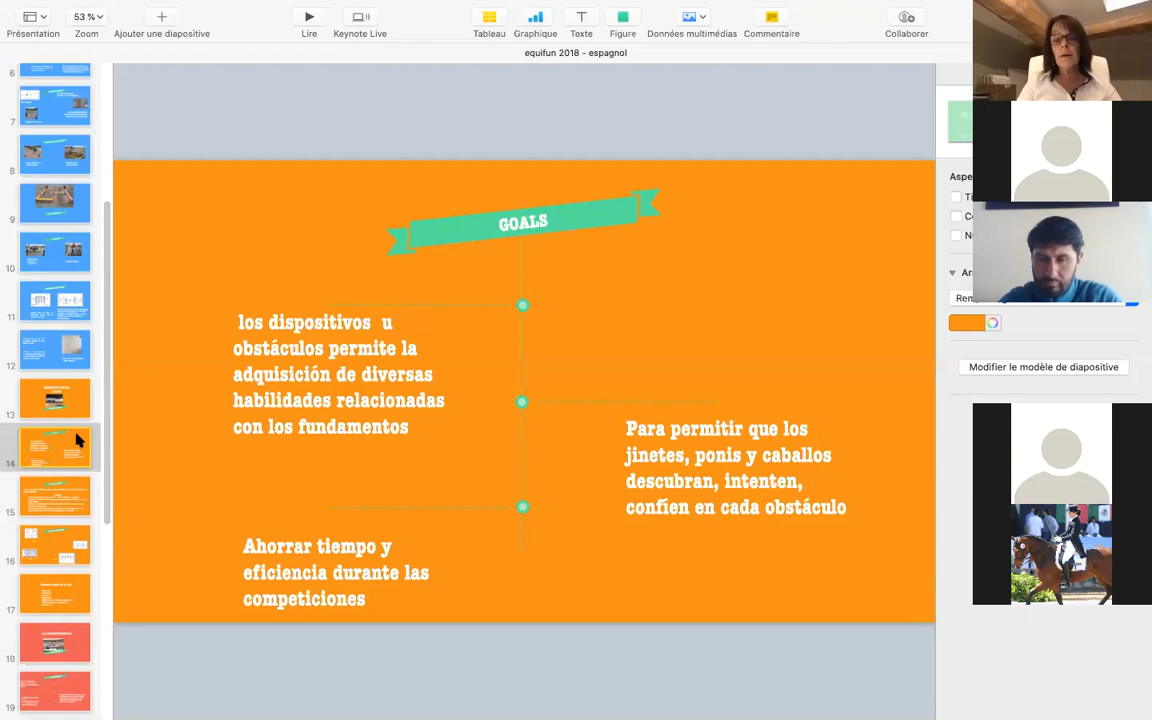 53 %
Présentation
Zoom
Ajouter une diapositive
Lire
Keynote Live
Tableau
Graphique
Texte
Figure
Données multimédias
Commentaire
Collaborer
equifun 2018 - espagnol
6
7
8
9
10
11
12
13
14
15
16
17
18
19
GOALS
los dispositivos u
obstáculos permite la
adquisición de diversas
habilidades relacionadas
con los fundamentos
Para permitir que los
jinetes, ponis y caballos
descubran, intenten,
confíen en cada obstáculo
Ahorrar tiempo y
eficiencia durante las
competiciones
Modifier le modèle de diapositive